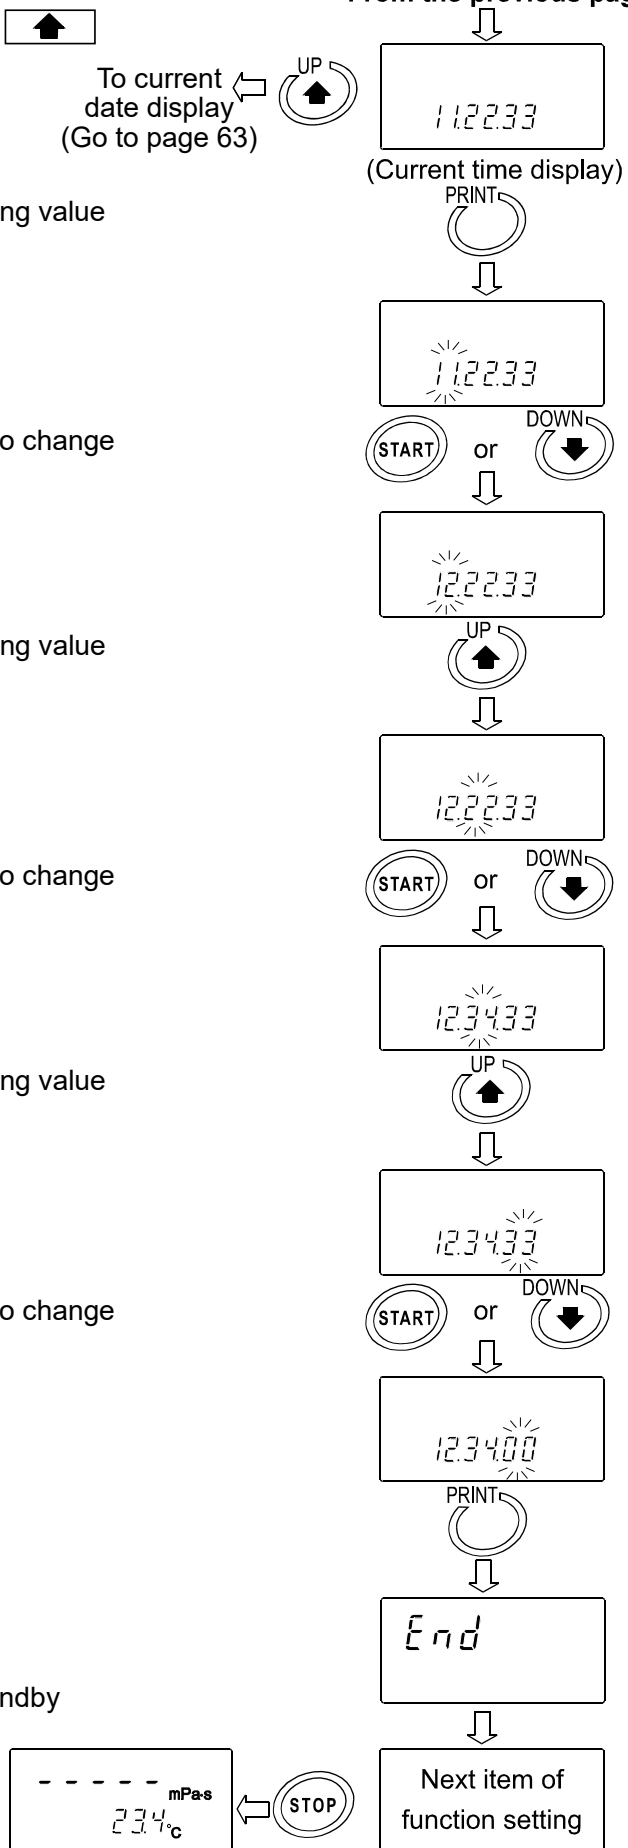 From the previous pag
UP
To current
date display
(Go to page 63)
11.22.33
(Current time display)
PRINT
ng value
11.22.33
o change
START or DOWN
12.22.33
ng value
UP
12.22.33
o change
START or DOWN
12.34.33
ng value
UP
12.34.33
o change
START or DOWN
12.34.00
PRINT
End
ndby
- - - - - mPa·s
23.4 °C
STOP
Next item of
function setting